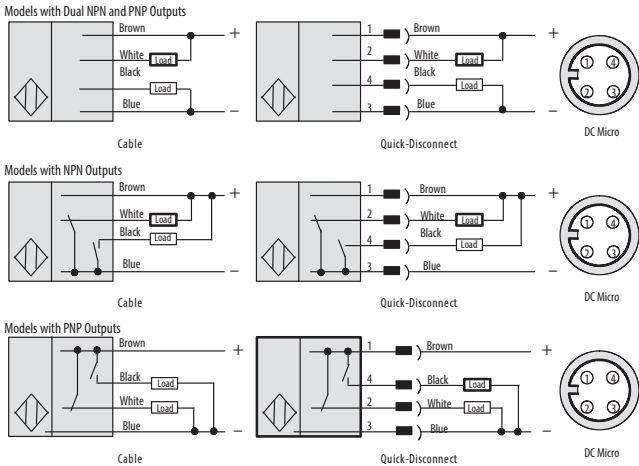 Models with Dual NPN and PNP Outputs
Brown
+
White Load
Black
Load
Blue
–
Cable
1 Brown
+
2 White Load
Black
4 Load
3 Blue
–
Quick-Disconnect
1 4
2 3
DC Micro
Models with NPN Outputs
Brown
+
White Load
Black Load
Blue
–
Cable
1 Brown
+
2 White Load
Black
4 Load
3 Blue
–
Quick-Disconnect
1 4
2 3
DC Micro
Models with PNP Outputs
Brown
+
Black Load
White Load
Blue
–
Cable
1 Brown
+
4 Black Load
2 White Load
3 Blue
–
Quick-Disconnect
1 4
2 3
DC Micro